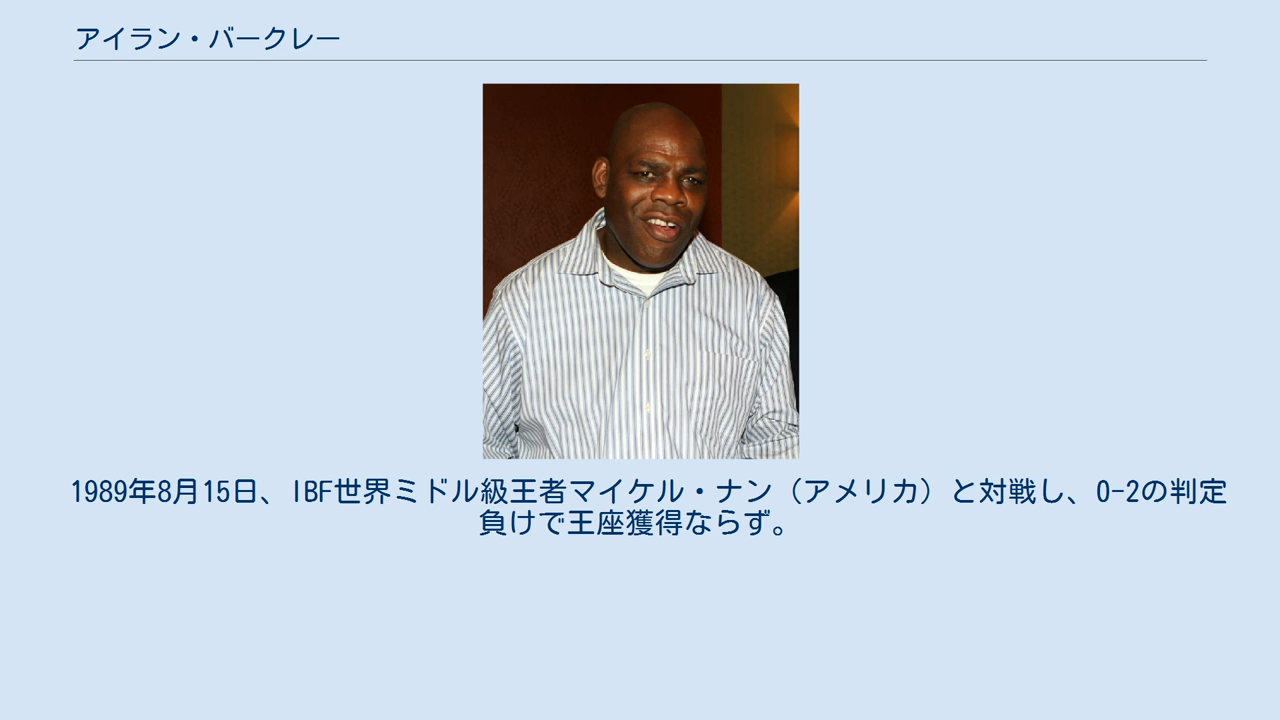 アイラン・バークレー
1989年8月15日、IBF世界ミドル級王者マイケル・ナン（アメリカ）と対戦し、0-2の判定
負けで王座獲得ならず。